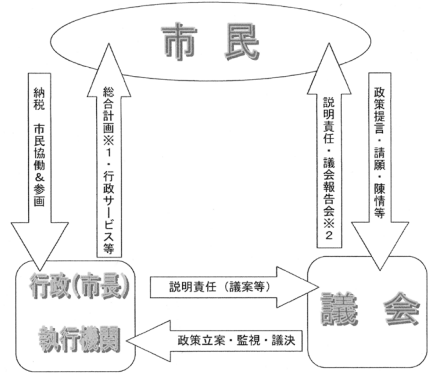 市 民
納税 市民協働＆参画
総合計画※１・行政サービス等
説明責任・議会報告会※２
政策提言・請願・陳情等
行政(市長)
執行機関
説明責任（議案等）
議 会
政策立案・監視・議決